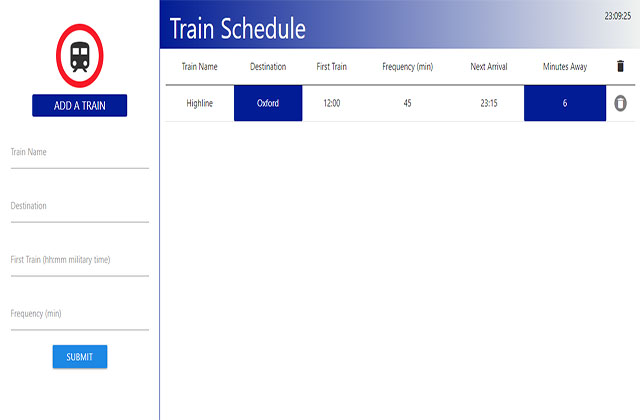 ADD A TRAIN
Train Name
Destination
First Train (hh:mm military time)
Frequency (min)
SUBMIT
Train Schedule
23:09:25
Train Name Destination First Train Frequency (min) Next Arrival Minutes Away
Highline Oxford 12:00 45 23:15 6